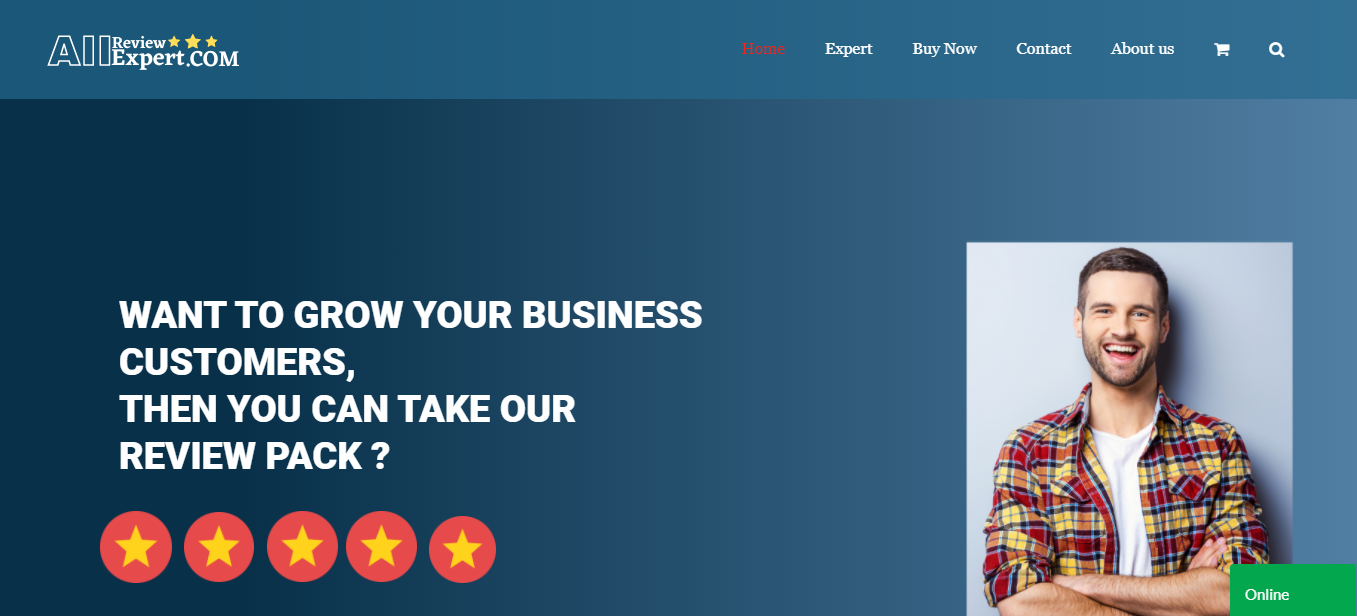 All Review
Expert.COM
Home Expert Buy Now Contact About us
WANT TO GROW YOUR BUSINESS
CUSTOMERS,
THEN YOU CAN TAKE OUR
REVIEW PACK ?
Online